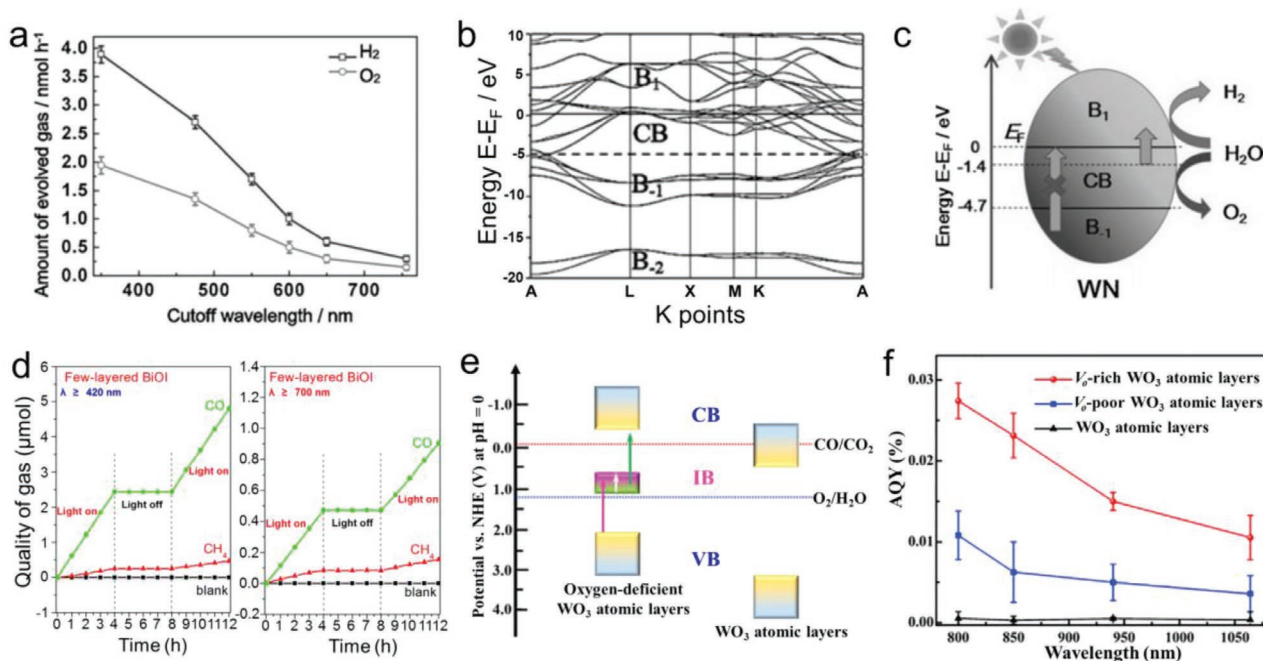 a
Amount of evolved gas / nmol h⁻¹
4.0
3.5
3.0
2.5
2.0
1.5
1.0
0.5
0.0
H₂
O₂
400 500 600 700
Cutoff wavelength / nm
b
Energy E-E_F / eV
10
5
0
-5
-10
-15
-20
B₁
CB
B₋₁
B₋₂
A L X M K A
K points
c
Energy E-E_F / eV
E_F
0
-1.4
-4.7
B₁
CB
B₋₁
H₂
H₂O
O₂
WN
d
Quality of gas (μmol)
6
5
4
3
2
1
0
-1
Few-layered BiOI
λ ≥ 420 nm
CO
Light on
Light off
Light on
CH₄
blank
0 1 2 3 4 5 6 7 8 9 10 11 12
Time (h)
1.4
1.2
1.0
0.8
0.6
0.4
0.2
0.0
-0.2
Few-layered BiOI
λ ≥ 700 nm
CO
Light on
Light off
Light on
CH₄
blank
0 1 2 3 4 5 6 7 8 9 10 11 12
Time (h)
e
Potential vs. NHE (V) at pH = 0
-1.0
0.0
1.0
2.0
3.0
4.0
CB
CO/CO₂
IB
O₂/H₂O
VB
Oxygen-deficient
WO₃ atomic layers
WO₃ atomic layers
f
AQY (%)
0.03
0.02
0.01
0.00
V₀-rich WO₃ atomic layers
V₀-poor WO₃ atomic layers
WO₃ atomic layers
800 850 900 950 1000 1050
Wavelength (nm)